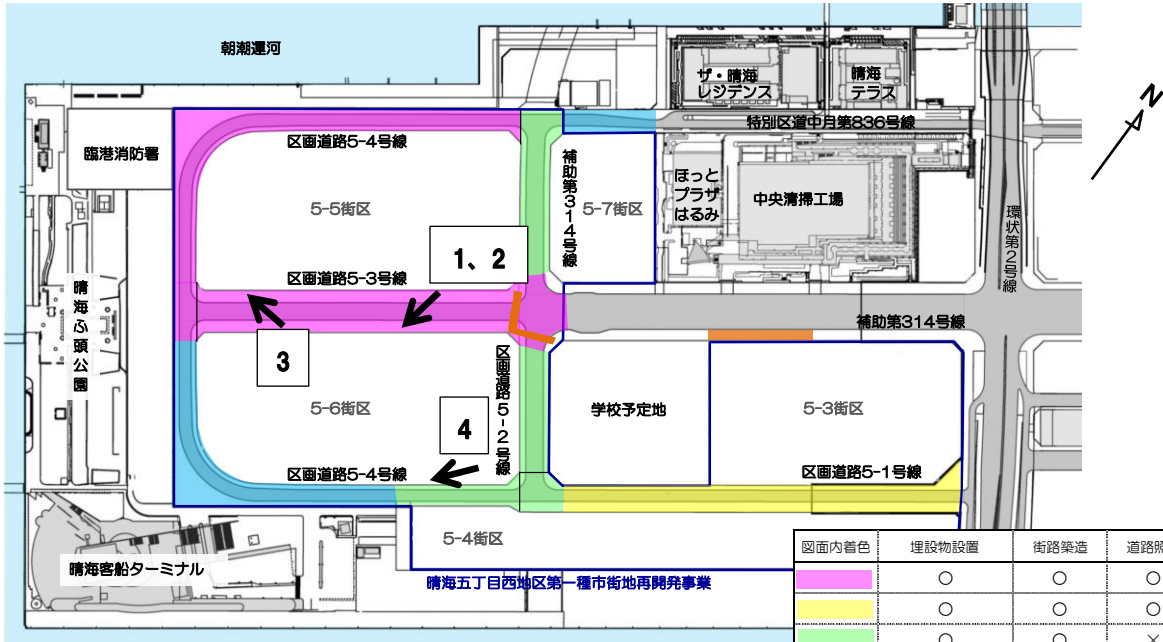 朝潮運河
ザ・晴海
レジデンス
晴海
テラス
N
特別区道中月第836号線
臨港消防署
区画道路5-4号線
補助第314号線
ほっと
プラザ
はるみ
中央清掃工場
5-5街区
5-7街区
環状第2号線
1、2
区画道路5-3号線
晴海ふ頭公園
補助第314号線
3
区画道路5-2号線
5-6街区
学校予定地
5-3街区
4
区画道路5-4号線
区画道路5-1号線
5-4街区
晴海客船ターミナル
晴海五丁目西地区第一種市街地再開発事業
図面内着色 埋設物設置 街路築造 道路照
○ ○ ○
○ ○ ○
○ ○ ×